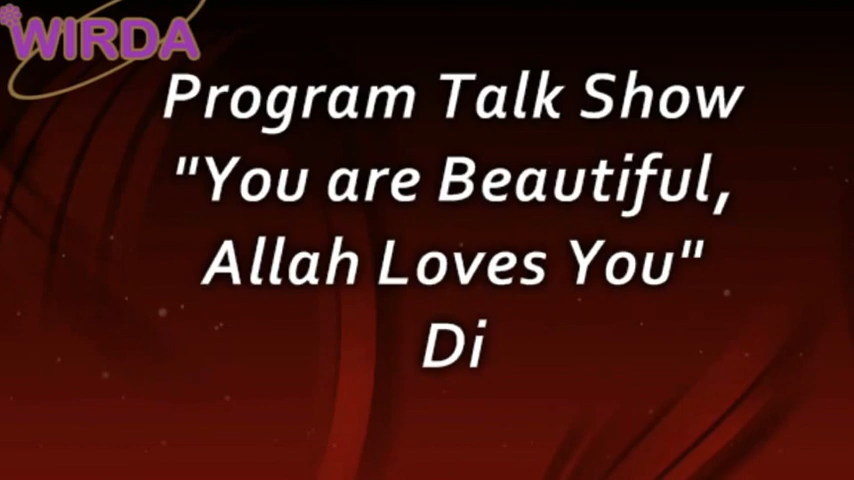 WIRDA
Program Talk Show
"You are Beautiful,
Allah Loves You"
Di